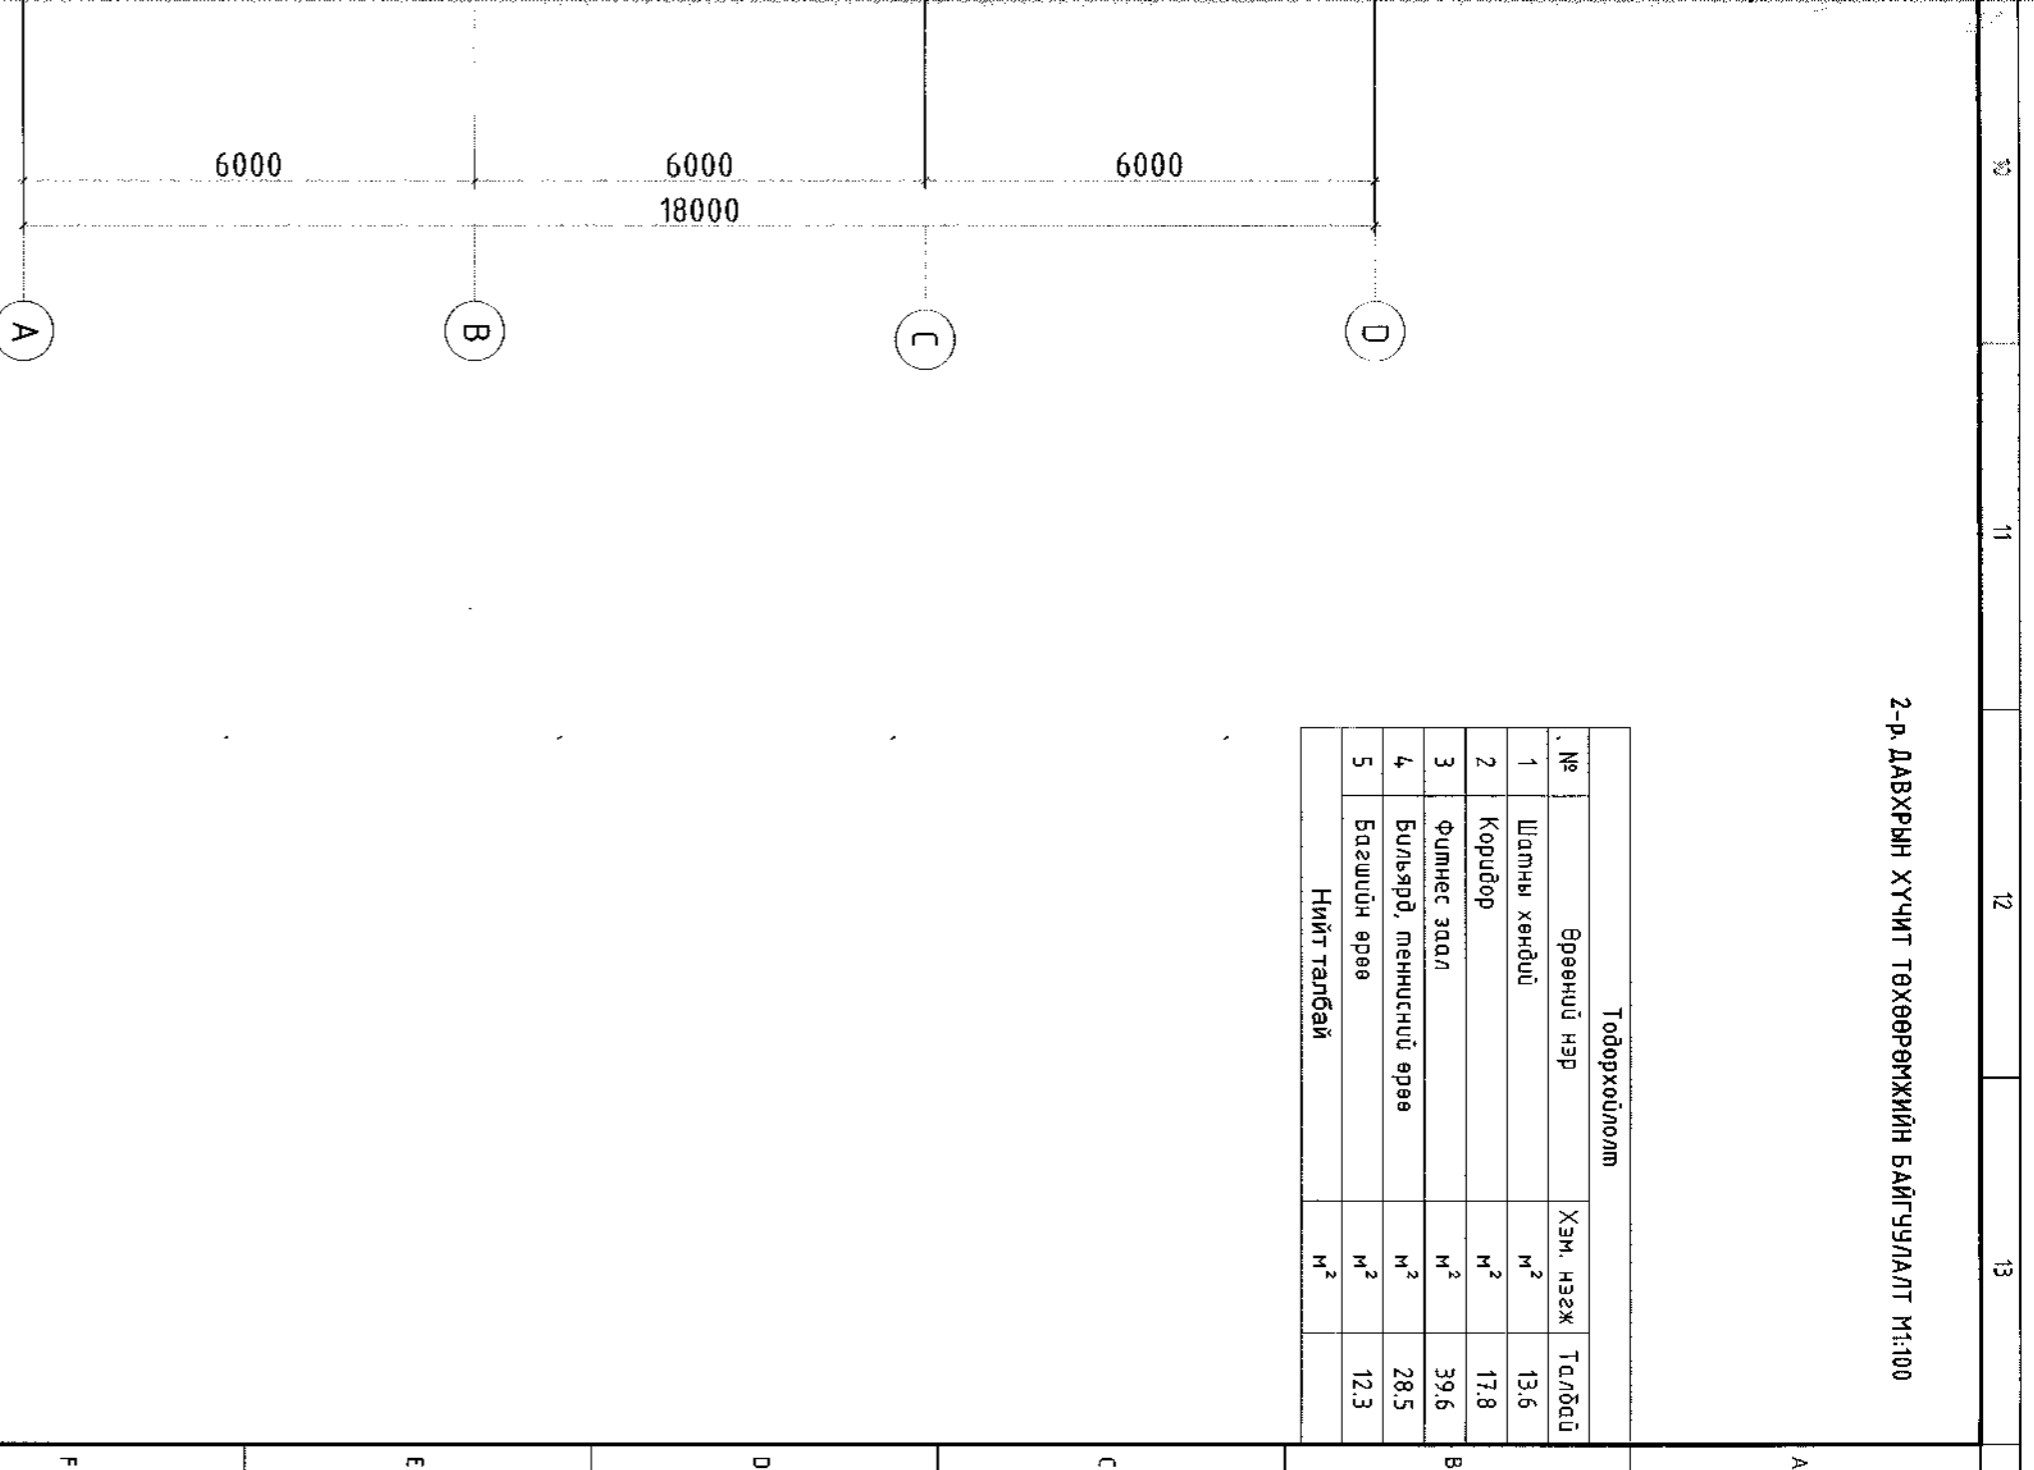 2-р. ДАВХРЫН ХҮЧИТ ТӨХӨӨРӨМЖИЙН БАЙГУУЛАЛТ М1:100
Тодорхойлолт
№ Өрөөний нэр Хэм. нэгж Талбай
1 Шатны хөндий м² 13.6
2 Коридор м² 17.8
3 Фитнес заал м² 39.6
4 Бильярд, теннисний өрөө м² 28.5
5 Багшийн өрөө м² 12.3
Нийт талбай м²
6000 6000 6000
18000
A B C D
10 11 12 13
A B C D E F